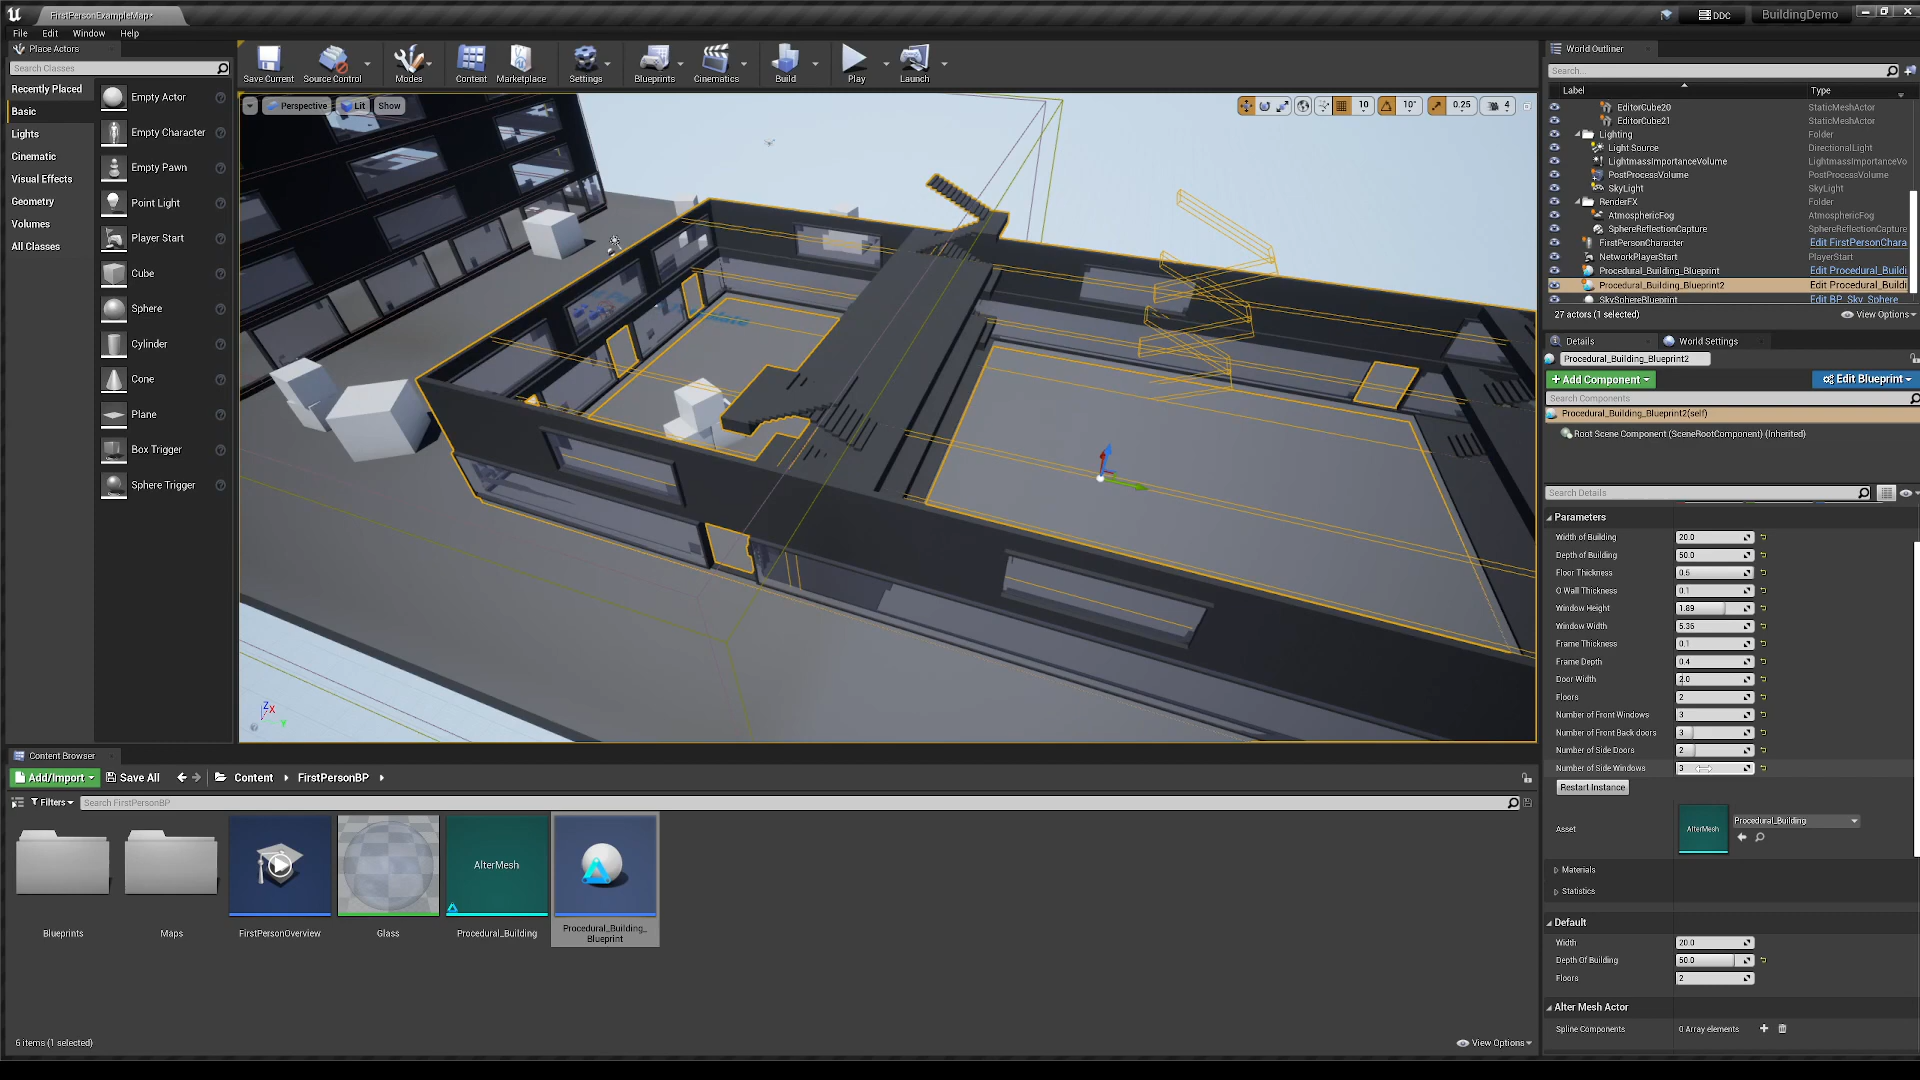 FirstPersonExampleMap*
DDC
BuildingDemo
File Edit Window Help
Place Actors
Search Classes
Recently Placed
Basic
Lights
Cinematic
Visual Effects
Geometry
Volumes
All Classes
Empty Actor
Empty Character
Empty Pawn
Point Light
Player Start
Cube
Sphere
Cylinder
Cone
Plane
Box Trigger
Sphere Trigger
Save Current
Source Control
Modes
Content
Marketplace
Settings
Blueprints
Cinematics
Build
Play
Launch
Perspective
Lit
Show
10
10°
0.25
4
World Outliner
Search...
Label
Type
EditorCube20 StaticMeshActor
EditorCube21 StaticMeshActor
Lighting Folder
Light Source DirectionalLight
LightmassImportanceVolume LightmassImportanceVo
PostProcessVolume PostProcessVolume
SkyLight SkyLight
RenderFX Folder
AtmosphericFog AtmosphericFog
SphereReflectionCapture SphereReflectionCapture
FirstPersonCharacter Edit FirstPersonChara
NetworkPlayerStart PlayerStart
Procedural_Building_Blueprint Edit Procedural_Buildi
Procedural_Building_Blueprint2 Edit Procedural_Buildi
SkySphereBlueprint Edit BP_Sky_Sphere
27 actors (1 selected)
View Options
Details
World Settings
Procedural_Building_Blueprint2
+ Add Component
Edit Blueprint
Search Components
Procedural_Building_Blueprint2(self)
Root Scene Component (SceneRootComponent) (Inherited)
Search Details
Parameters
Width of Building 20.0
Depth of Building 50.0
Floor Thickness 0.5
O Wall Thickness 0.1
Window Height 1.89
Window Width 5.35
Frame Thickness 0.1
Frame Depth 0.4
Door Width 2.0
Floors 2
Number of Front Windows 3
Number of Front Back doors 3
Number of Side Doors 2
Number of Side Windows 3
Restart Instance
Asset
AlterMesh
Procedural_Building
Materials
Statistics
Default
Width 20.0
Depth Of Building 50.0
Floors 2
Alter Mesh Actor
Spline Components 0 Array elements
Z X
Y
Content Browser
Add/Import
Save All
Content
FirstPersonBP
Filters
Search FirstPersonBP
AlterMesh
Blueprints
Maps
FirstPersonOverview
Glass
Procedural_Building
Procedural_Building_
Blueprint
6 items (1 selected)
View Options